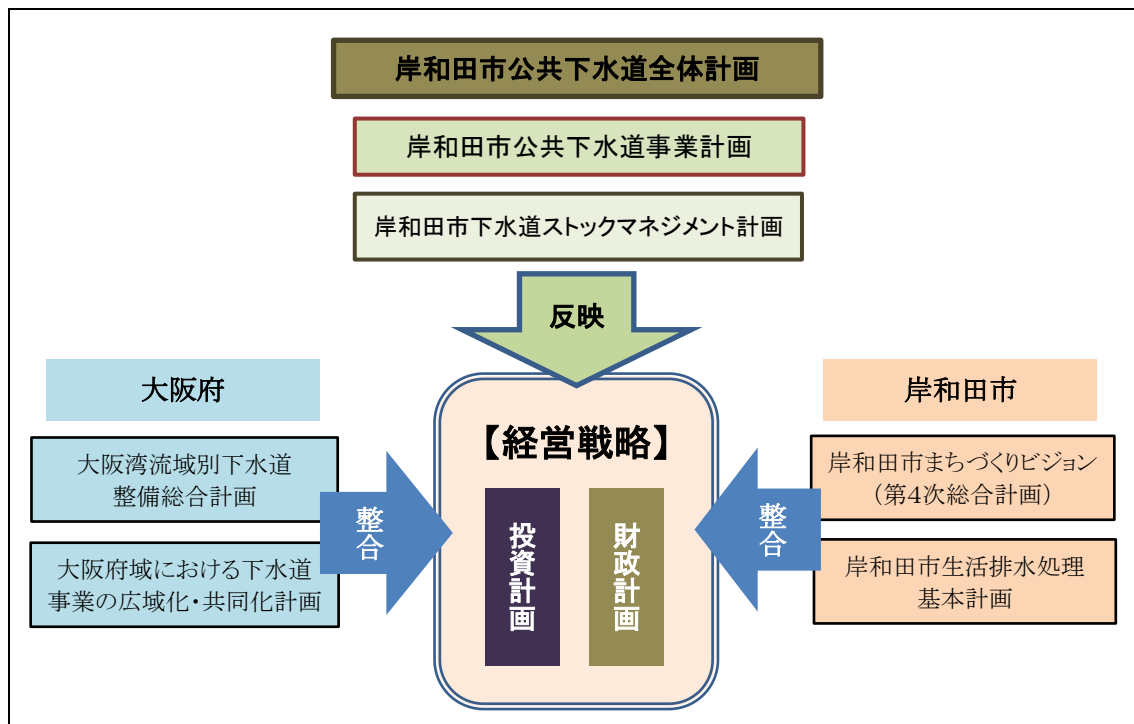 岸和田市公共下水道全体計画
岸和田市公共下水道事業計画
岸和田市下水道ストックマネジメント計画
反映
大阪府
大阪湾流域別下水道
整備総合計画
大阪府域における下水道
事業の広域化・共同化計画
整合
【経営戦略】
投資計画
財政計画
整合
岸和田市
岸和田市まちづくりビジョン
（第4次総合計画）
岸和田市生活排水処理
基本計画